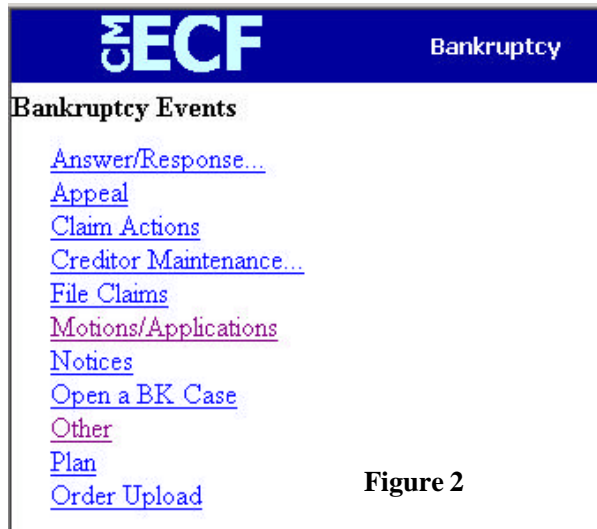 CM ECF Bankruptcy
Bankruptcy Events
Answer/Response...
Appeal
Claim Actions
Creditor Maintenance...
File Claims
Motions/Applications
Notices
Open a BK Case
Other
Plan
Order Upload
Figure 2